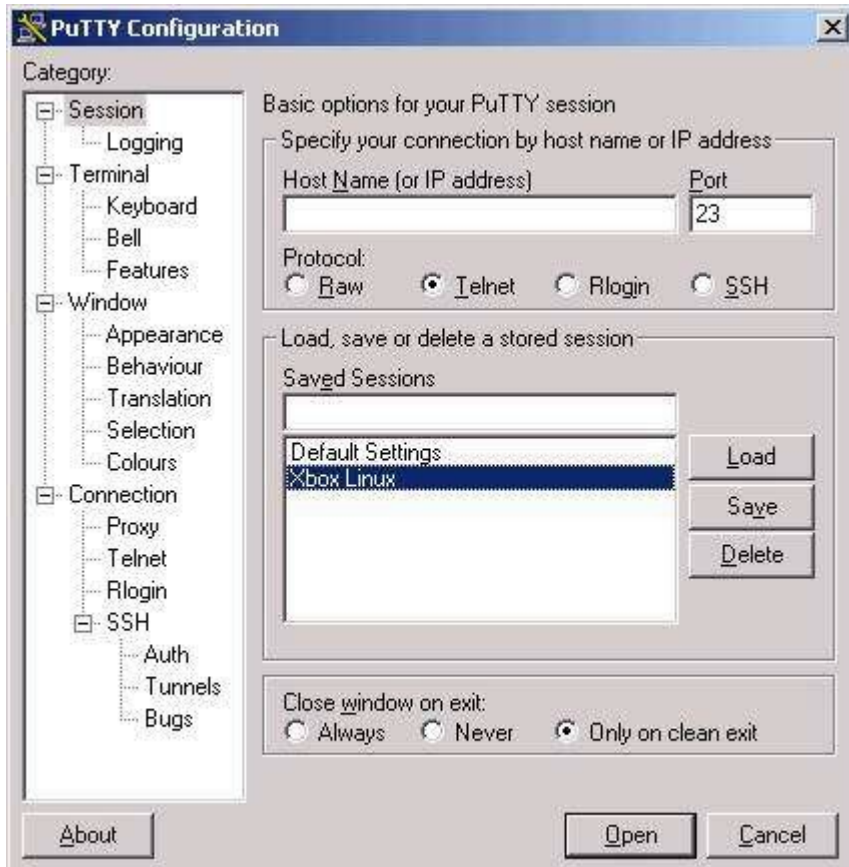 PuTTY Configuration
Category:
Session
Logging
Terminal
Keyboard
Bell
Features
Window
Appearance
Behaviour
Translation
Selection
Colours
Connection
Proxy
Telnet
Rlogin
SSH
Auth
Tunnels
Bugs
Basic options for your PuTTY session
Specify your connection by host name or IP address
Host Name (or IP address) Port
23
Protocol:
Raw Telnet Rlogin SSH
Load, save or delete a stored session
Saved Sessions
Default Settings
Xbox Linux
Load
Save
Delete
Close window on exit:
Always Never Only on clean exit
About Open Cancel